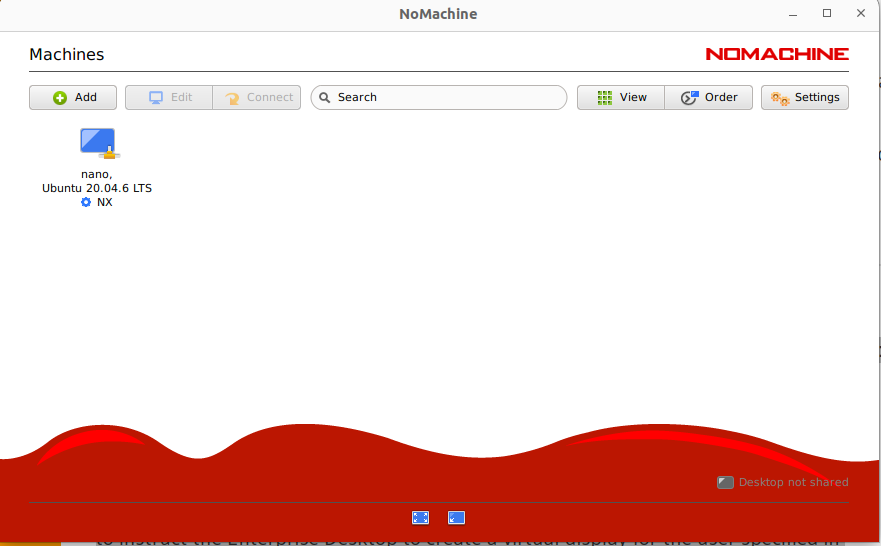 NoMachine
Machines
NOMACHINE
Add
Edit
Connect
Search
View
Order
Settings
nano,
Ubuntu 20.04.6 LTS
NX
Desktop not shared
to instruct the Enterprise Desktop to create a virtual display for the user specified in